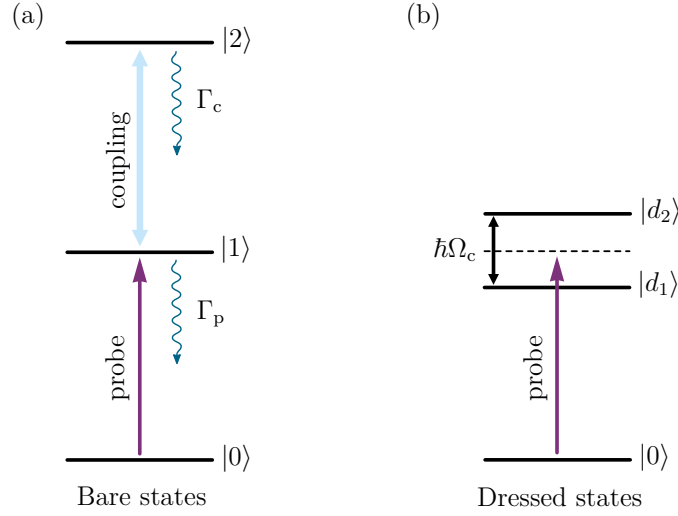 (a)
|2⟩
Γc
coupling
|1⟩
Γp
probe
|0⟩
Bare states
(b)
|d2⟩
ħΩc
|d1⟩
probe
|0⟩
Dressed states